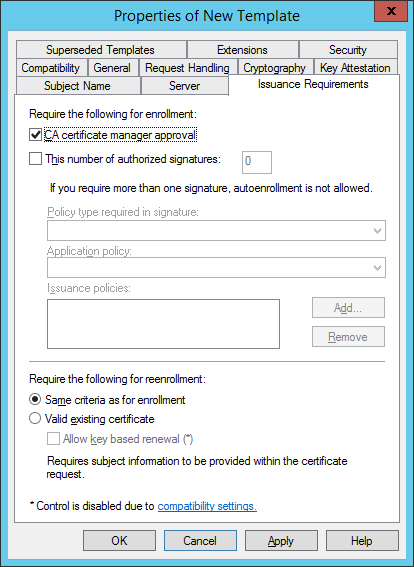 Properties of New Template
x
Superseded Templates Extensions Security
Compatibility General Request Handling Cryptography Key Attestation
Subject Name Server Issuance Requirements
Require the following for enrollment:
CA certificate manager approval
This number of authorized signatures: 0
If you require more than one signature, autoenrollment is not allowed.
Policy type required in signature:
Application policy:
Issuance policies:
Add...
Remove
Require the following for reenrollment:
Same criteria as for enrollment
Valid existing certificate
Allow key based renewal (*)
Requires subject information to be provided within the certificate
request.
* Control is disabled due to compatibility settings.
OK Cancel Apply Help